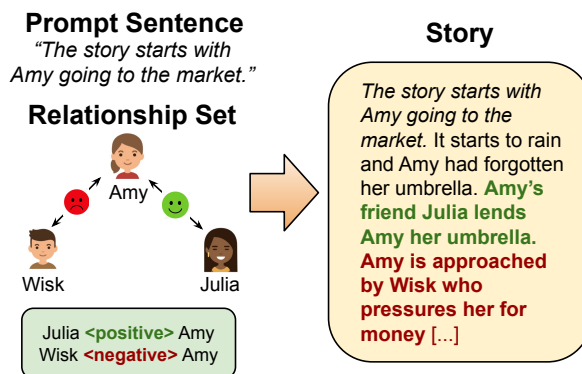 Prompt Sentence
“The story starts with
Amy going to the market.”
Relationship Set
Amy
Wisk
Julia
Julia <positive> Amy
Wisk <negative> Amy
Story
The story starts with
Amy going to the
market. It starts to rain
and Amy had forgotten
her umbrella. Amy’s
friend Julia lends
Amy her umbrella.
Amy is approached
by Wisk who
pressures her for
money [...]